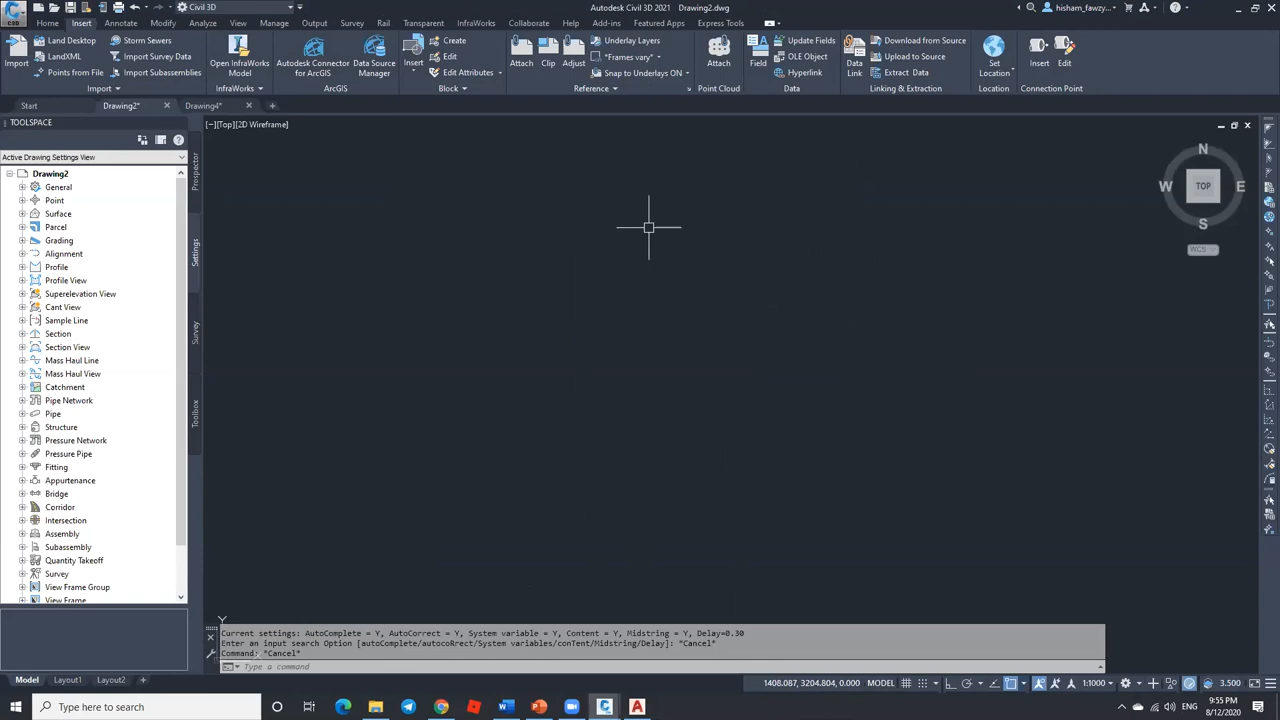 Civil 3D
Autodesk Civil 3D 2021 Drawing2.dwg
hisham_fawzy...
C3D
Home Insert Annotate Modify Analyze View Manage Output Survey Rail Transparent InfraWorks Collaborate Help Add-ins Featured Apps Express Tools
Import
Land Desktop
LandXML
Points from File
Storm Sewers
Import Survey Data
Import Subassemblies
Import
Open InfraWorks
Model
InfraWorks
Autodesk Connector
for ArcGIS
Data Source
Manager
ArcGIS
Insert
Create
Edit
Edit Attributes
Block
Attach
Clip
Adjust
Underlay Layers
*Frames vary*
Snap to Underlays ON
Reference
Attach
Point Cloud
Field
Update Fields
OLE Object
Hyperlink
Data
Data
Link
Download from Source
Upload to Source
Extract Data
Linking & Extraction
Set
Location
Location
Insert
Edit
Connection Point
Start Drawing2* Drawing4*
TOOLSPACE
Active Drawing Settings View
Drawing2
General
Point
Surface
Parcel
Grading
Alignment
Profile
Profile View
Superelevation View
Cant View
Sample Line
Section
Section View
Mass Haul Line
Mass Haul View
Catchment
Pipe Network
Pipe
Structure
Pressure Network
Pressure Pipe
Fitting
Appurtenance
Bridge
Corridor
Intersection
Assembly
Subassembly
Quantity Takeoff
Survey
View Frame Group
View Frame
Prospector
Settings
Survey
Toolbox
[−][Top][2D Wireframe]
N
W TOP E
S
WCS
Y
Current settings: AutoComplete = Y, AutoCorrect = Y, System variable = Y, Content = Y, Midstring = Y, Delay=0.30
Enter an input search Option [autoComplete/autocoRrect/System variables/conTent/Midstring/Delay]: *Cancel*
Command: *Cancel*
Type a command
Model Layout1 Layout2 +
1408.087, 3204.804, 0.000 MODEL
1:1000
3.500
Type here to search
ENG
9:55 PM
8/12/2020